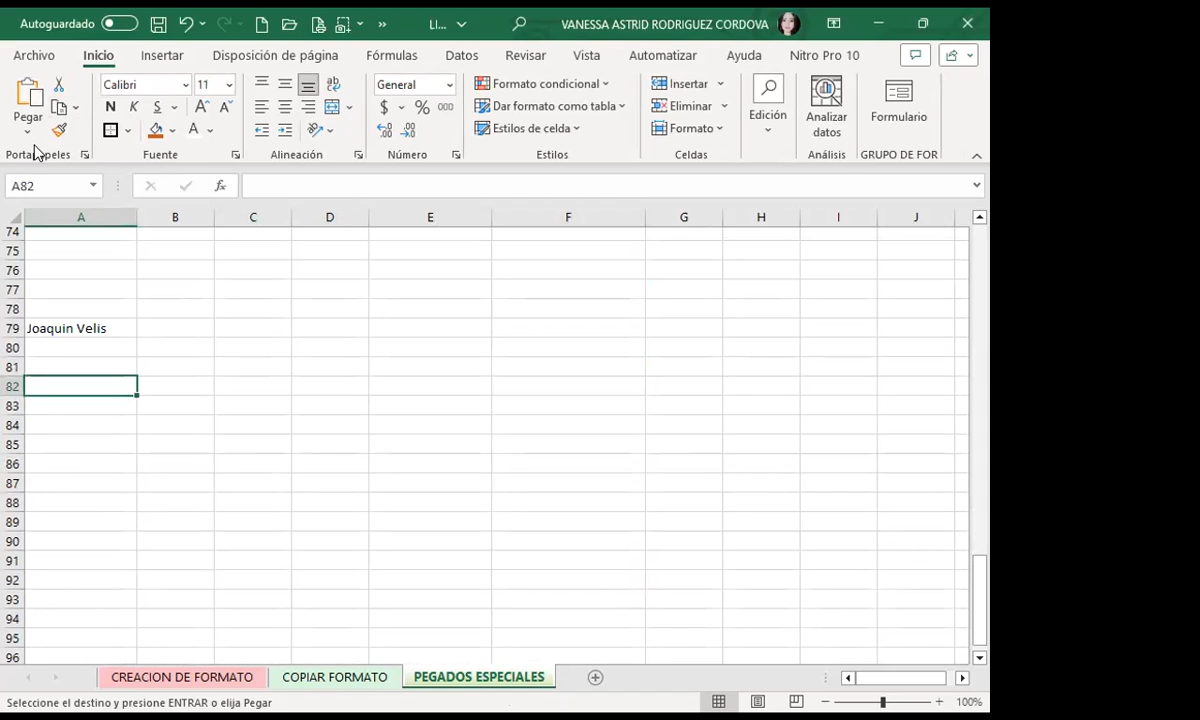 Autoguardado LI... VANESSA ASTRID RODRIGUEZ CORDOVA
Archivo Inicio Insertar Disposición de página Fórmulas Datos Revisar Vista Automatizar Ayuda Nitro Pro 10
Calibri 11 General Formato condicional Insertar
Pegar N K S A A $ % 000 Dar formato como tabla Eliminar Edición Analizar datos Formulario
A Estilos de celda Formato
Fuente Alineación Número Estilos Celdas Análisis GRUPO DE FOR
A82 fx
A B C D E F G H I J
74
75
76
77
78
79 Joaquin Velis
80
81
82
83
84
85
86
87
88
89
90
91
92
93
94
95
96
CREACION DE FORMATO COPIAR FORMATO PEGADOS ESPECIALES
Seleccione el destino y presione ENTRAR o elija Pegar 100%